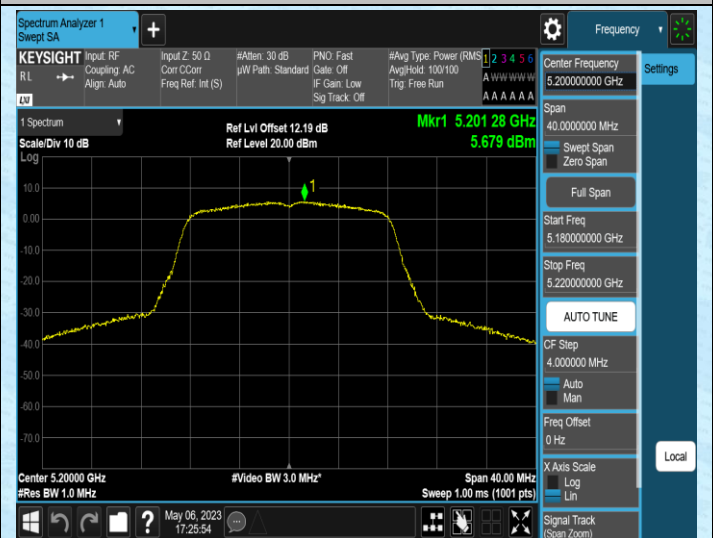 Spectrum Analyzer 1
Swept SA
+
Frequency
KEYSIGHT
R L
LXI
Input: RF
Coupling: AC
Align: Auto
Input Z: 50 Ω
Corr CCorr
Freq Ref: Int (S)
#Atten: 30 dB
µW Path: Standard
PNO: Fast
Gate: Off
IF Gain: Low
Sig Track: Off
#Avg Type: Power (RMS
Avg|Hold: 100/100
Trig: Free Run
1 2 3 4 5 6
A W W W W W
A A A A A A
1 Spectrum
Scale/Div 10 dB
Log
Ref Lvl Offset 12.19 dB
Ref Level 20.00 dBm
Mkr1 5.201 28 GHz
5.679 dBm
1
10.0
0.00
-10.0
-20.0
-30.0
-40.0
-50.0
-60.0
-70.0
Center 5.20000 GHz
#Res BW 1.0 MHz
#Video BW 3.0 MHz*
Span 40.00 MHz
Sweep 1.00 ms (1001 pts)
Center Frequency
5.200000000 GHz
Span
40.0000000 MHz
Swept Span
Zero Span
Full Span
Start Freq
5.180000000 GHz
Stop Freq
5.220000000 GHz
AUTO TUNE
CF Step
4.000000 MHz
Auto
Man
Freq Offset
0 Hz
X Axis Scale
Log
Lin
Signal Track
(Span Zoom)
Settings
Local
?
May 06, 2023
17:25:54